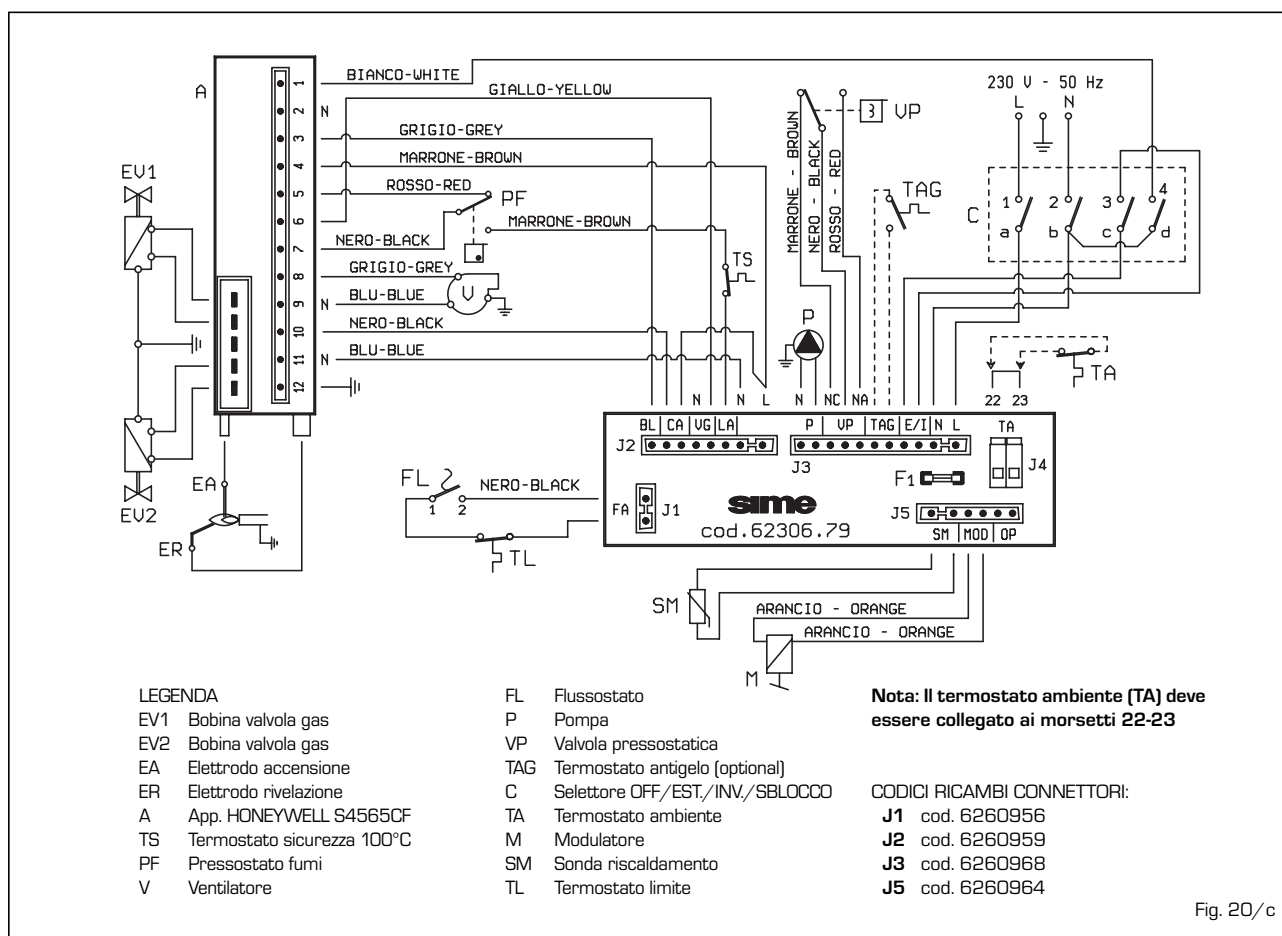 A
1
2
3
4
5
6
7
8
9
10
11
12
BIANCO-WHITE
N
GIALLO-YELLOW
GRIGIO-GREY
MARRONE-BROWN
ROSSO-RED
PF
MARRONE-BROWN
NERO-BLACK
GRIGIO-GREY
V
BLU-BLUE
N
NERO-BLACK
BLU-BLUE
N
EV1
EV2
EA
ER
TS
MARRONE - BROWN
NERO - BLACK
ROSSO - RED
VP
TAG
P
230 V - 50 Hz
L N
C
1 2 3 4
a b c d
TA
22 23
N N L N NC NA
BL CA VG LA
J2
P VP TAG E/I N L
J3
TA
J4
F1
FL
1 2
NERO-BLACK
TL
FA
J1
sime
cod.62306.79
J5
SM MOD OP
SM
ARANCIO - ORANGE
ARANCIO - ORANGE
M
LEGENDA
EV1 Bobina valvola gas
EV2 Bobina valvola gas
EA Elettrodo accensione
ER Elettrodo rivelazione
A App. HONEYWELL S4565CF
TS Termostato sicurezza 100°C
PF Pressostato fumi
V Ventilatore
FL Flussostato
P Pompa
VP Valvola pressostatica
TAG Termostato antigelo (optional)
C Selettore OFF/EST./INV./SBLOCCO
TA Termostato ambiente
M Modulatore
SM Sonda riscaldamento
TL Termostato limite
Nota: Il termostato ambiente (TA) deve
essere collegato ai morsetti 22-23
CODICI RICAMBI CONNETTORI:
J1 cod. 6260956
J2 cod. 6260959
J3 cod. 6260968
J5 cod. 6260964
Fig. 20/c